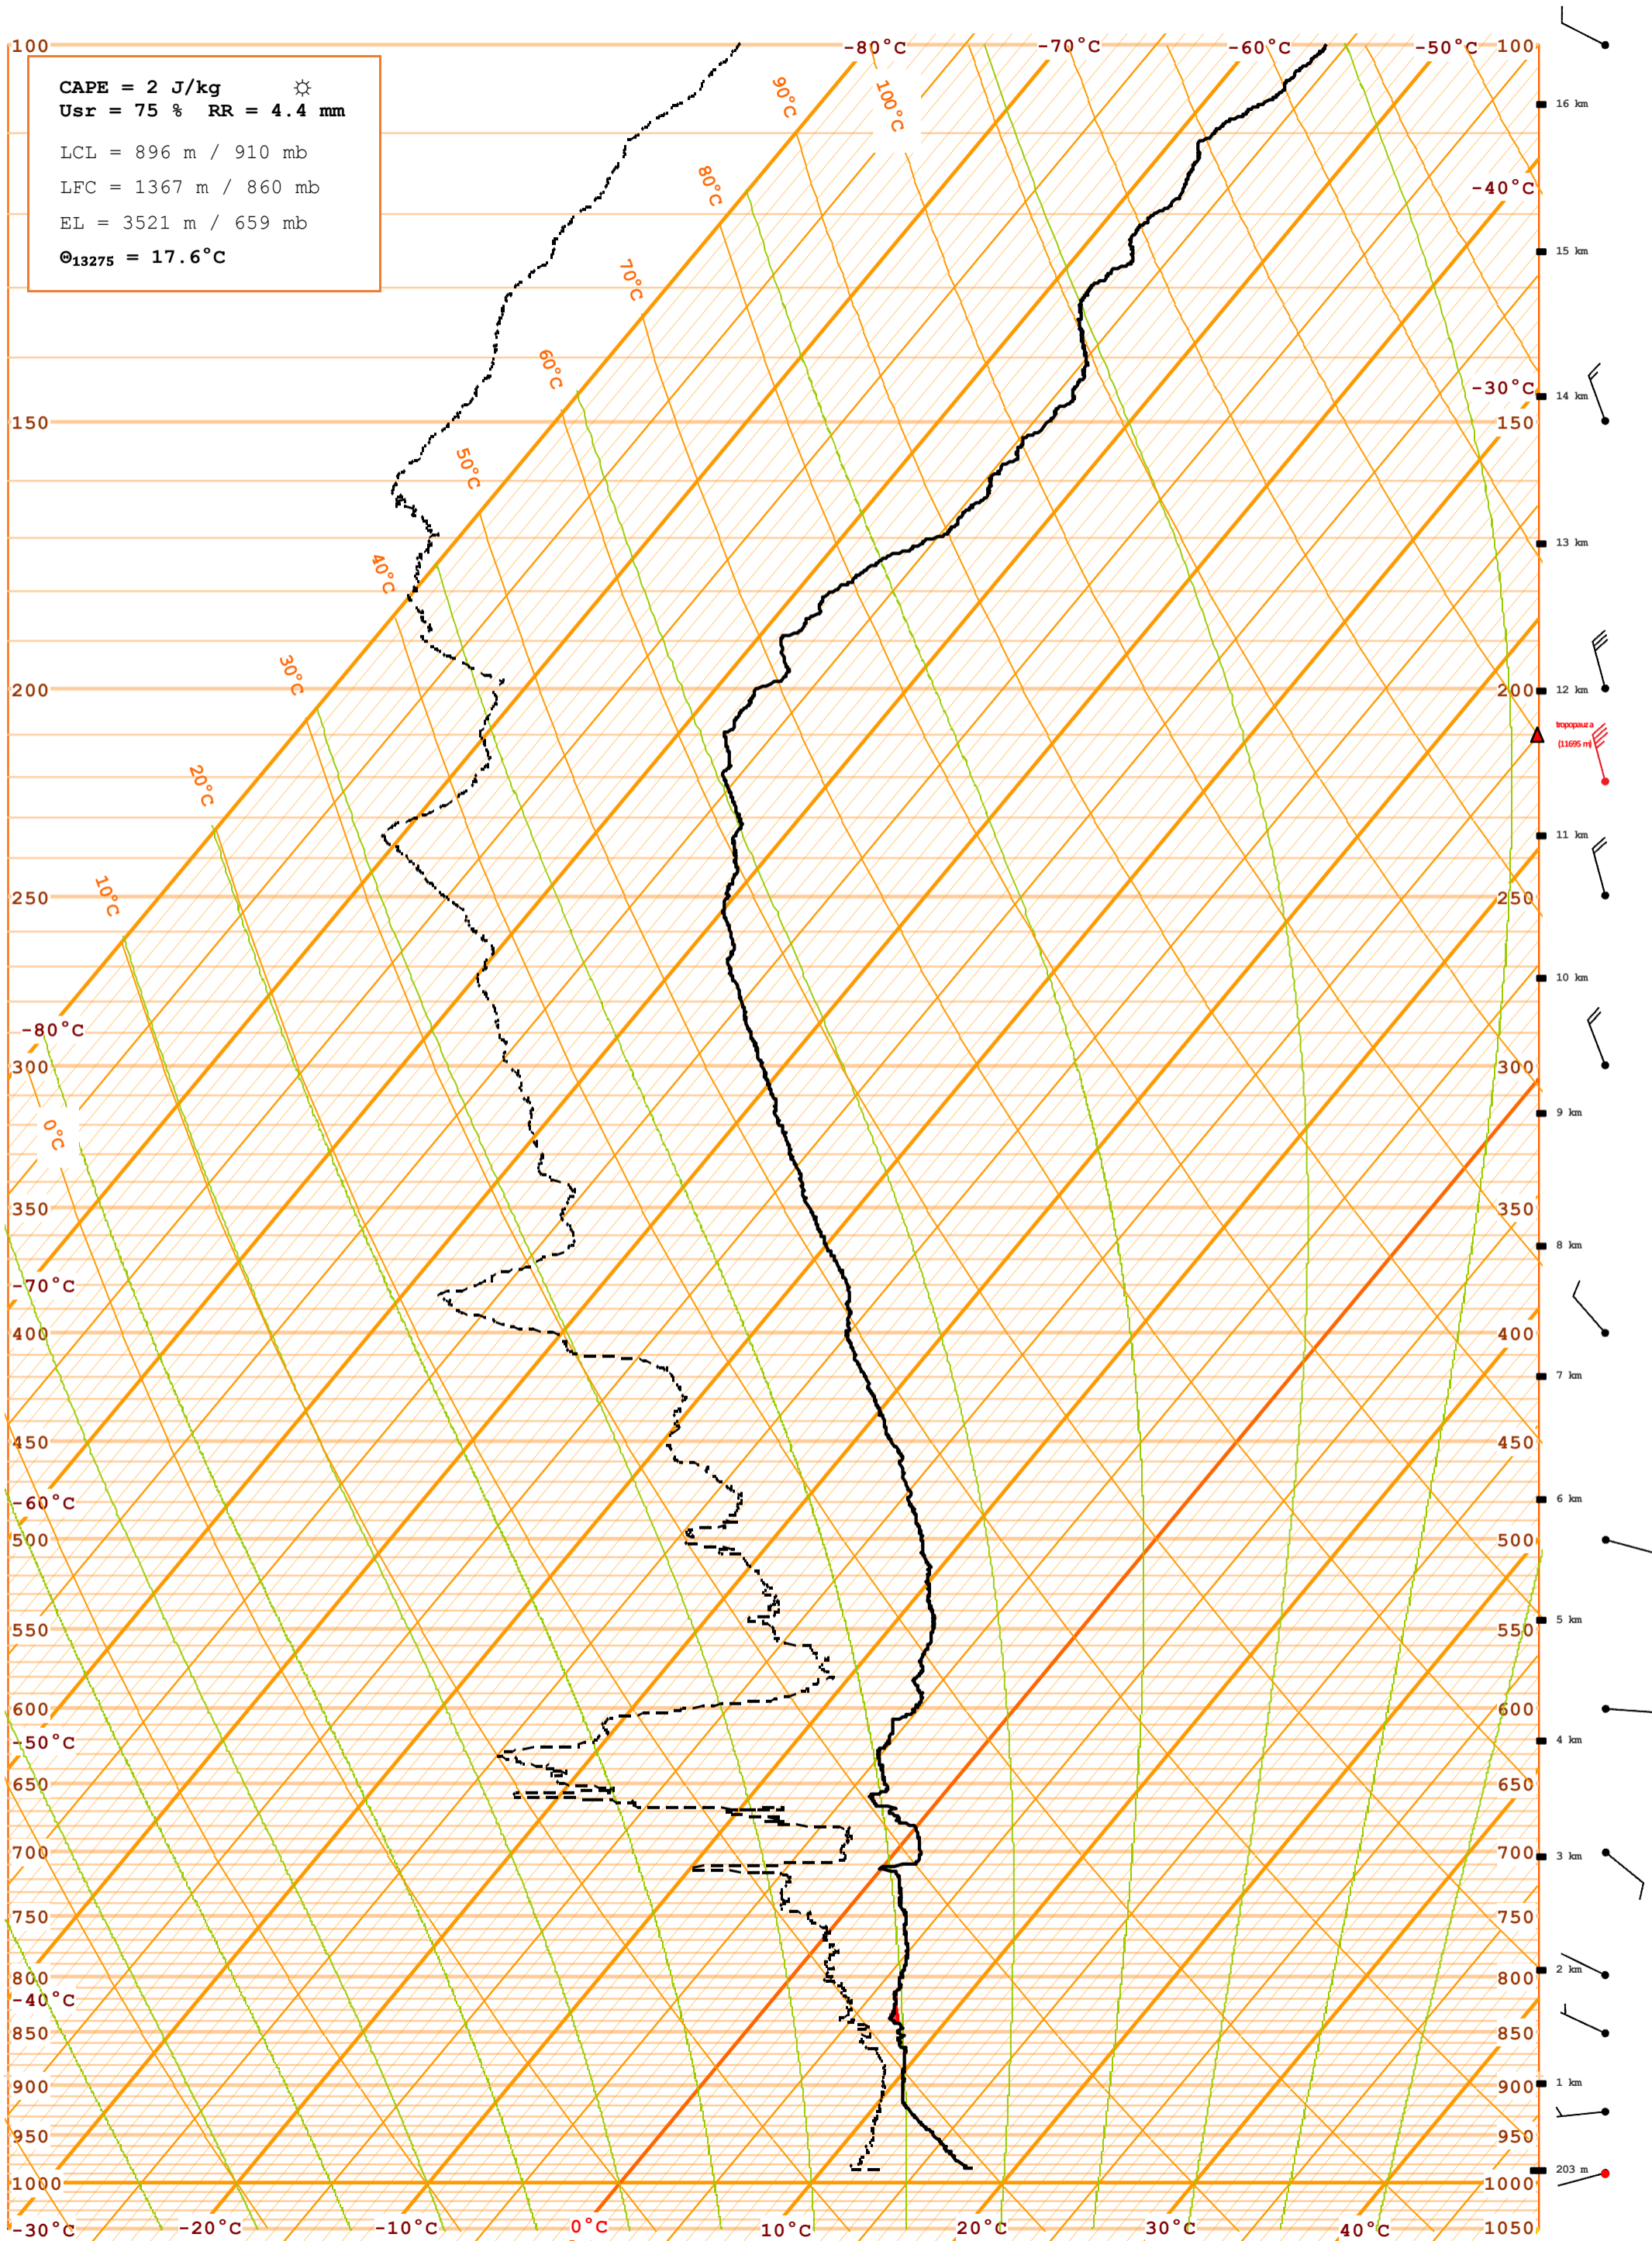 100 -80°C -70°C -60°C -50°C 100
CAPE = 2 J/kg ☼
Usr = 75 % RR = 4.4 mm
LCL = 896 m / 910 mb
LFC = 1367 m / 860 mb
EL = 3521 m / 659 mb
Θ13275 = 17.6°C
90°C 100°C
16 km
80°C -40°C
15 km
70°C
60°C -30°C
14 km
150 150
50°C
13 km
40°C
30°C
200 200 12 km
tropopauza
(11695 m)
20°C
11 km
10°C
250 250
10 km
-80°C
300 300
9 km
0°C
350 350
8 km
-70°C
400 400
7 km
450 450
6 km
-60°C
500 500
5 km
550 550
600 600
-50°C 4 km
650 650
700 700 3 km
750 750
800 800 2 km
-40°C
850 850
900 900 1 km
950 950
203 m
1000 1000
-30°C -20°C -10°C 0°C 10°C 20°C 30°C 40°C 1050